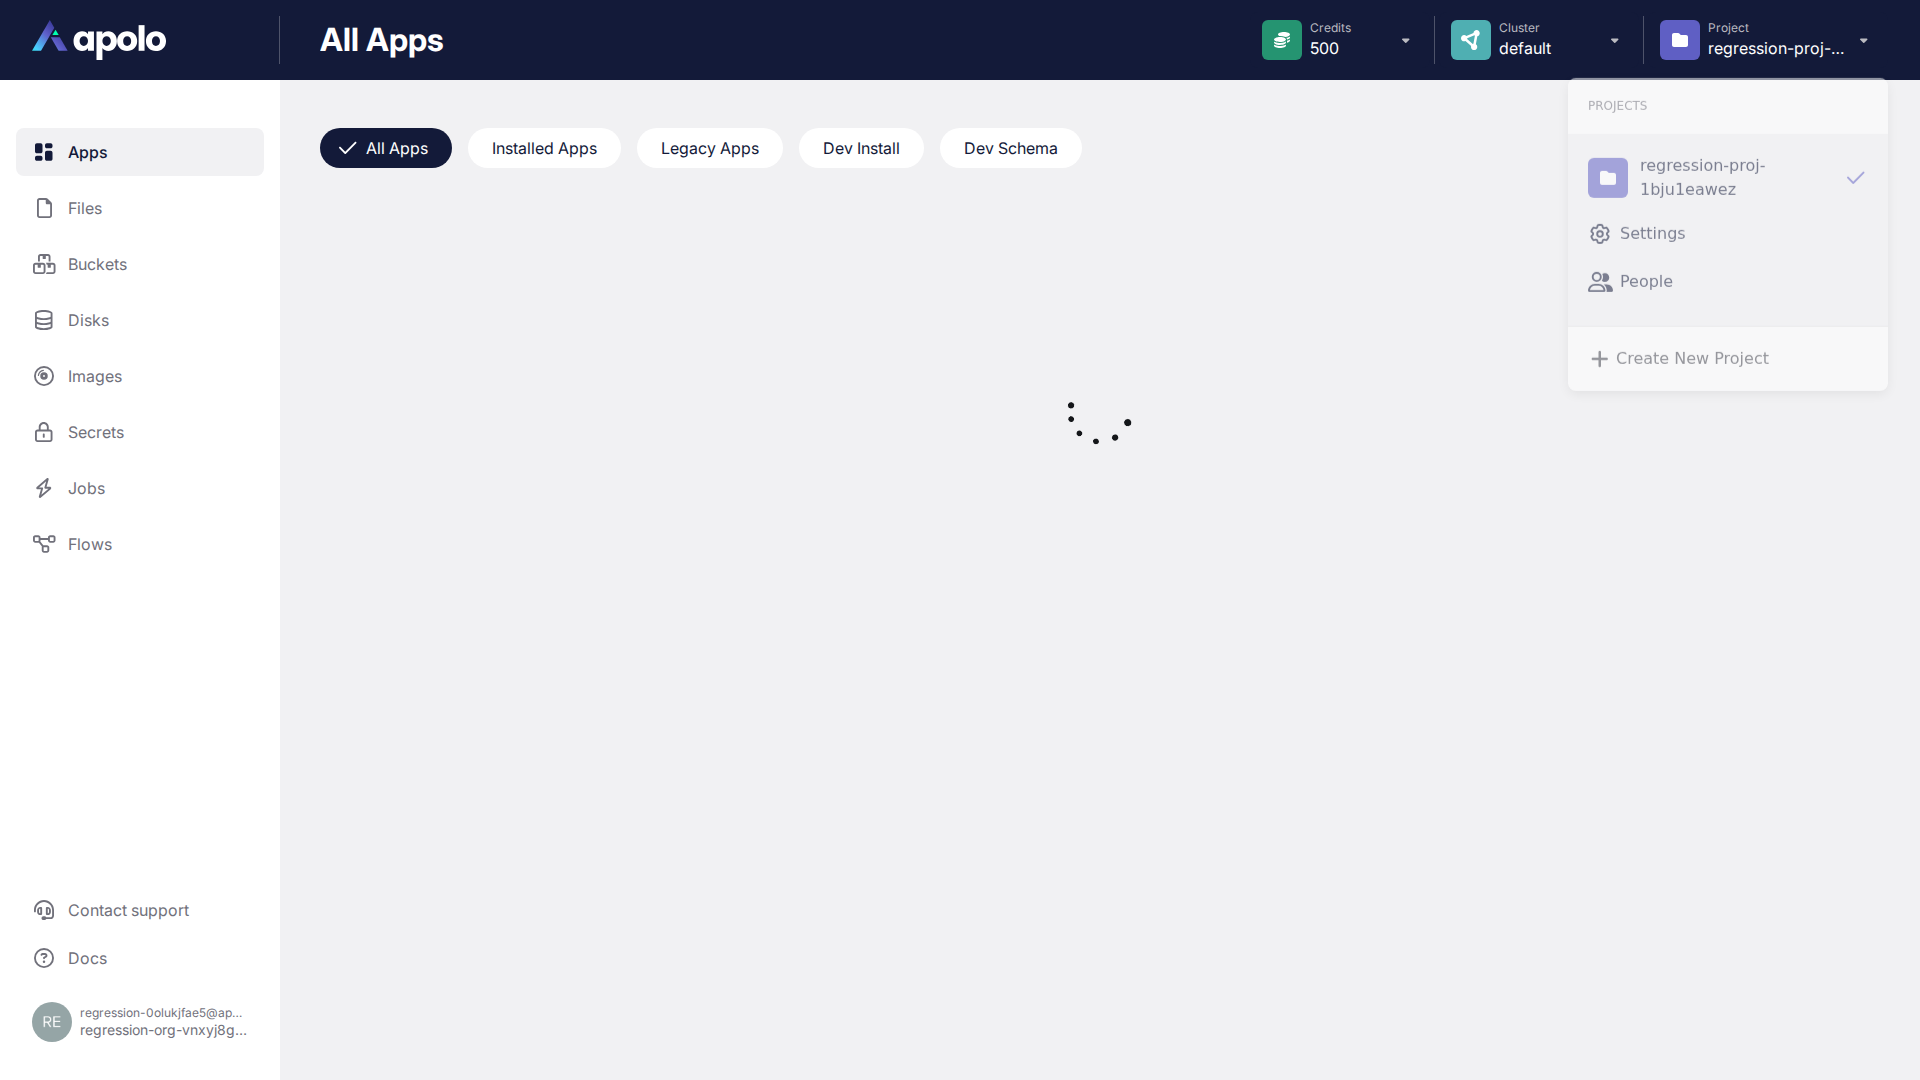 apolo
All Apps
Credits
500
Cluster
default
Project
regression-proj-...
Apps
Files
Buckets
Disks
Images
Secrets
Jobs
Flows
Contact support
Docs
RE
regression-0olukjfae5@ap...
regression-org-vnxyj8g...
All Apps
Installed Apps
Legacy Apps
Dev Install
Dev Schema
PROJECTS
regression-proj-
1bju1eawez
Settings
People
Create New Project